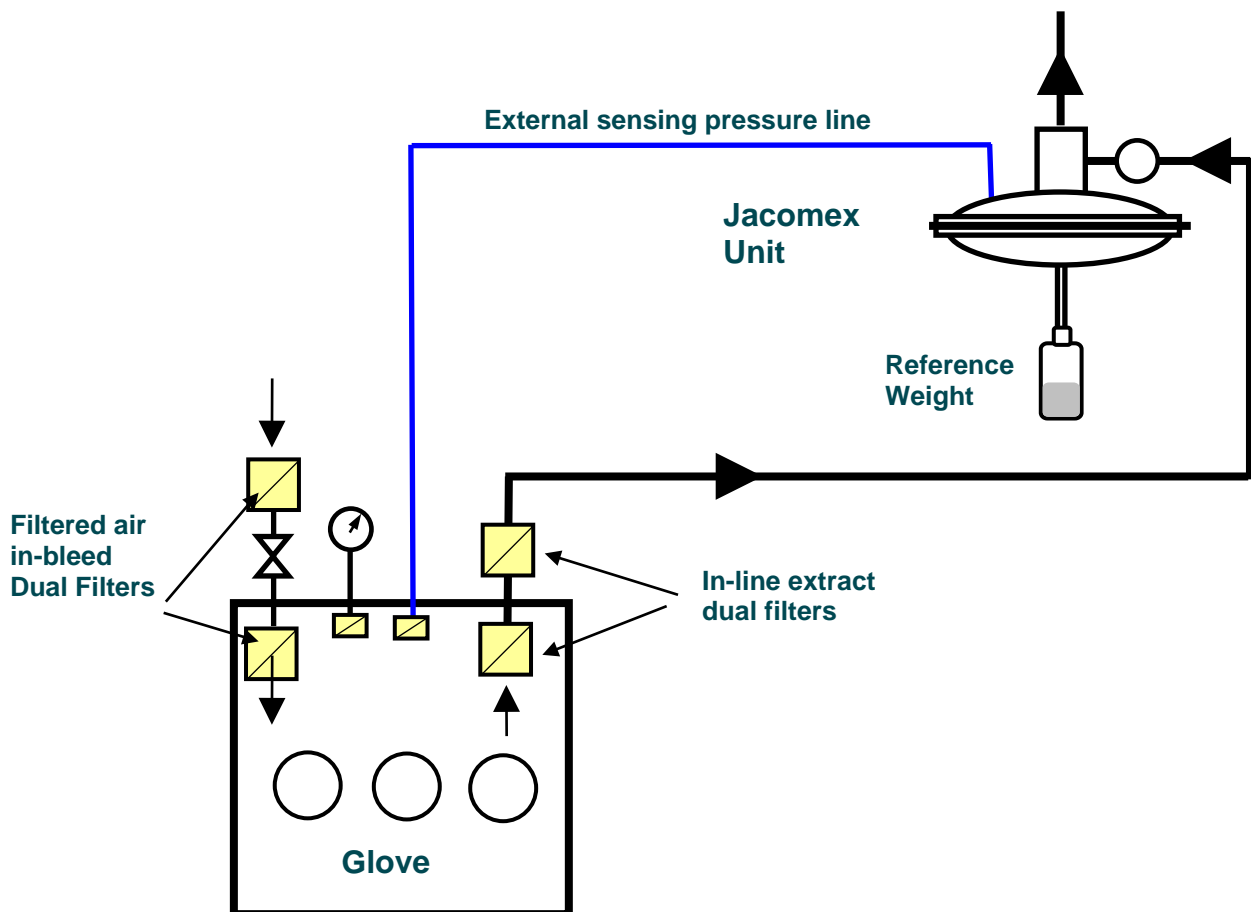 External sensing pressure line
Jacomex
Unit
Reference
Weight
Filtered air
in-bleed
Dual Filters
In-line extract
dual filters
Glove